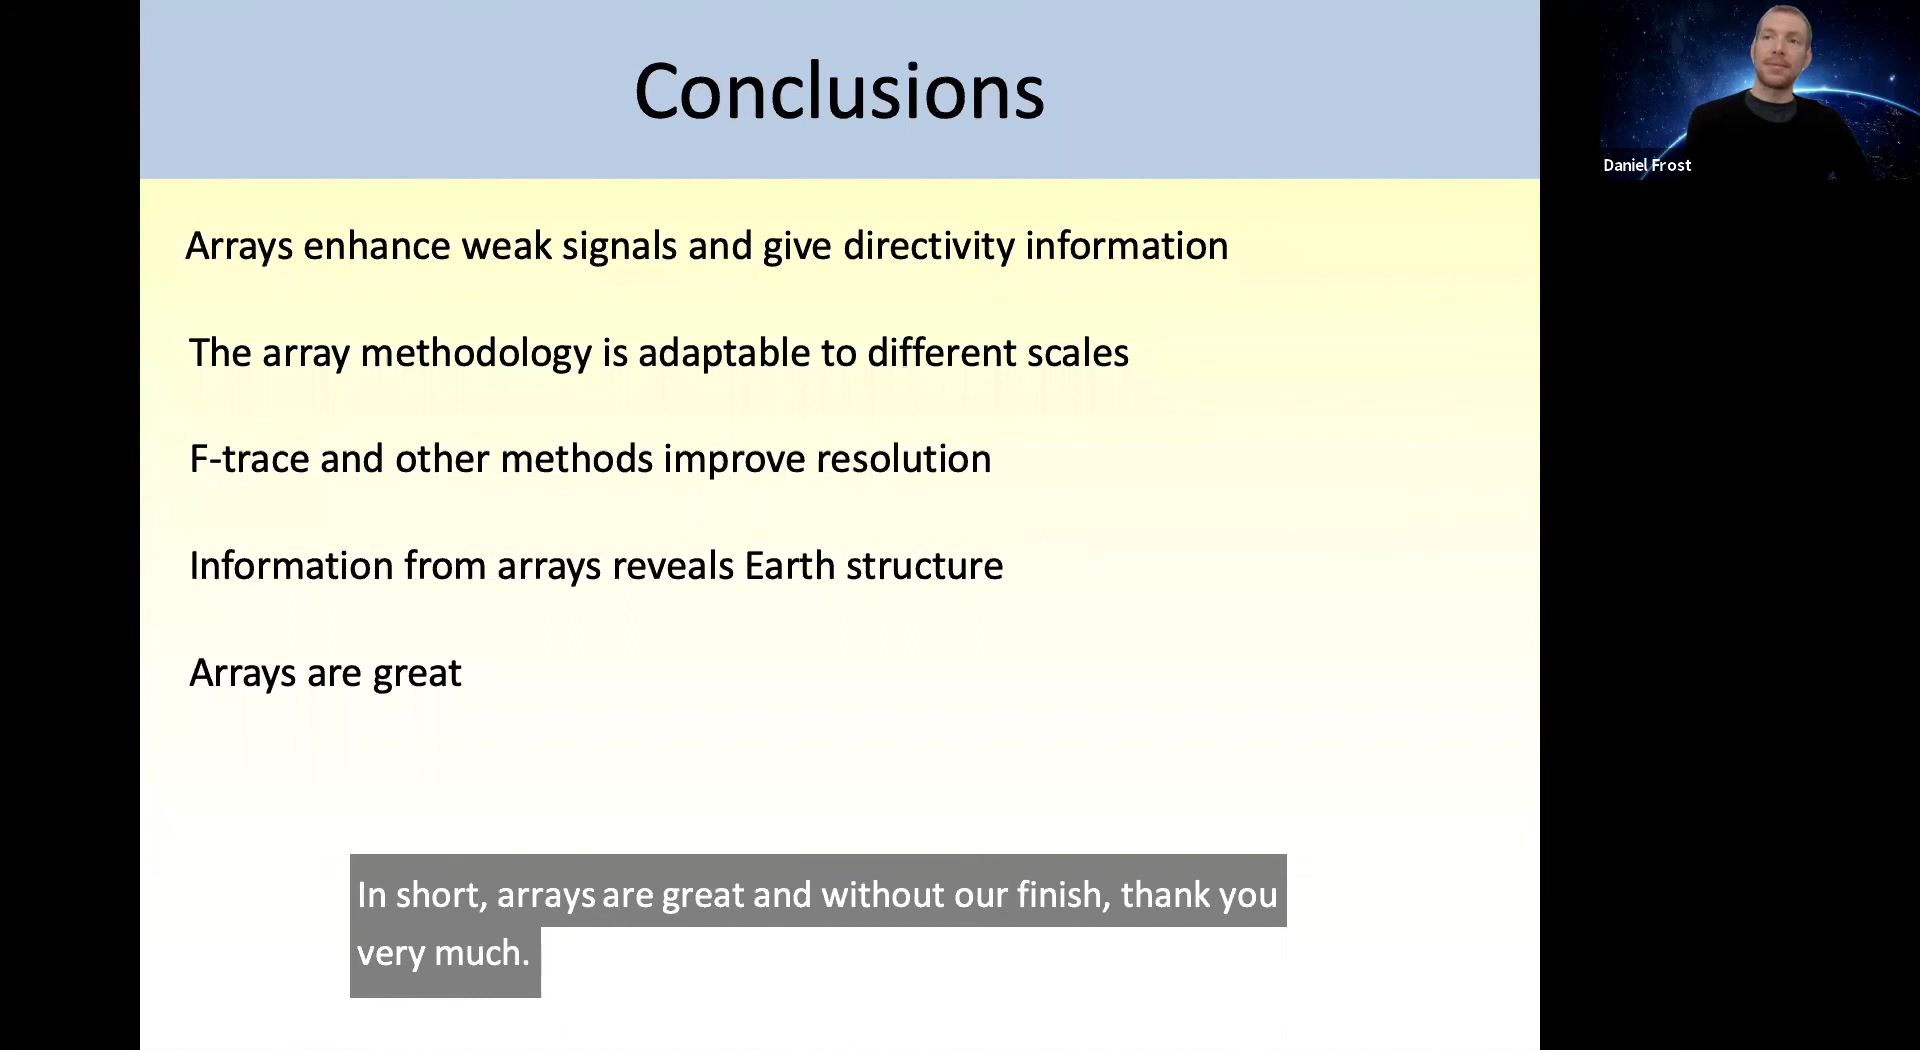 Conclusions
Daniel Frost
Arrays enhance weak signals and give directivity information
The array methodology is adaptable to different scales
F-trace and other methods improve resolution
Information from arrays reveals Earth structure
Arrays are great
In short, arrays are great and without our finish, thank you
very much.